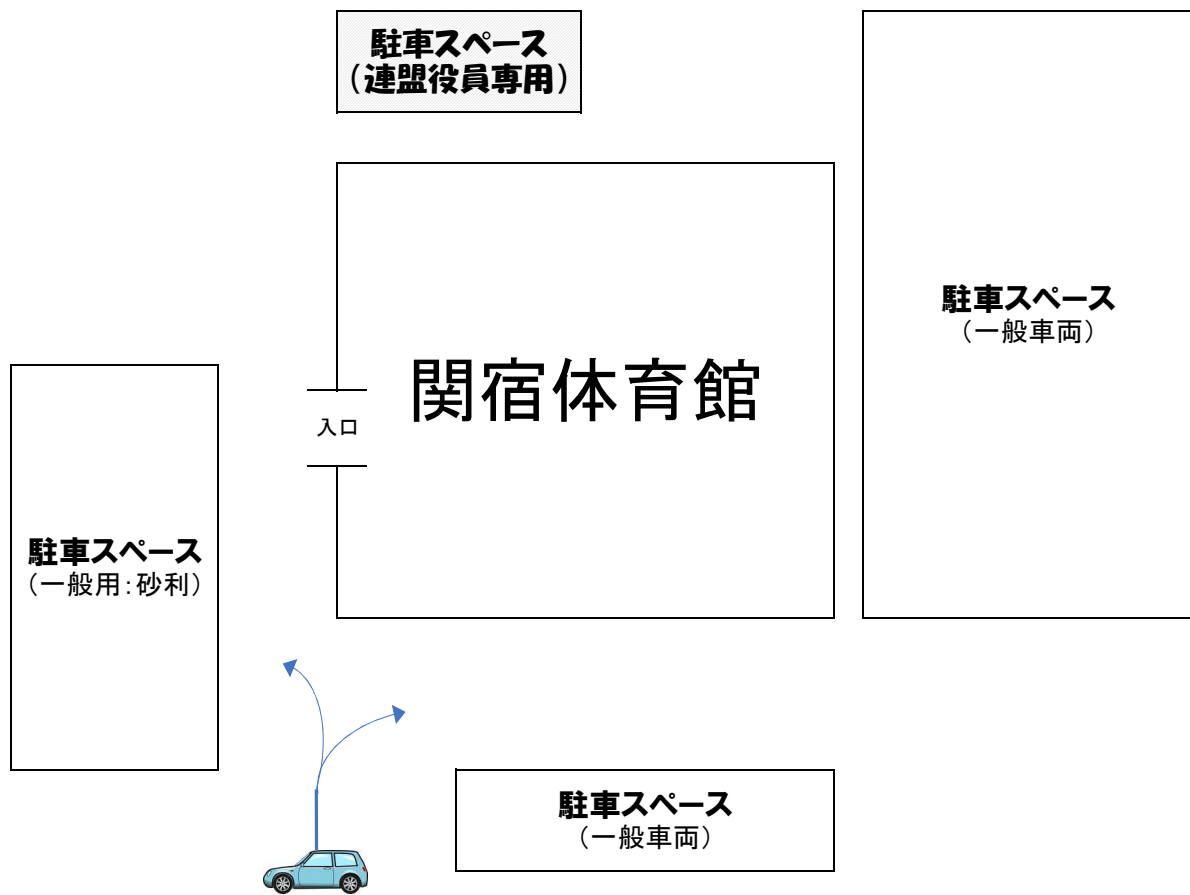 駐車スペース
（連盟役員専用）
駐車スペース
（一般車両）
関宿体育館
入口
駐車スペース
（一般用：砂利）
駐車スペース
（一般車両）